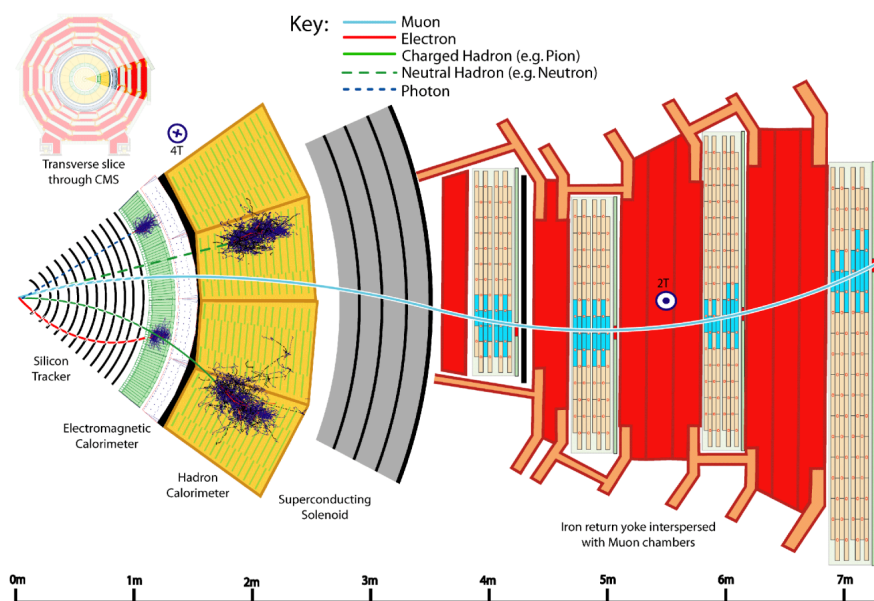 Key:
Muon
Electron
Charged Hadron (e.g. Pion)
Neutral Hadron (e.g. Neutron)
Photon
Transverse slice
through CMS
4T
2T
Silicon
Tracker
Electromagnetic
Calorimeter
Hadron
Calorimeter
Superconducting
Solenoid
Iron return yoke interspersed
with Muon chambers
0m 1m 2m 3m 4m 5m 6m 7m